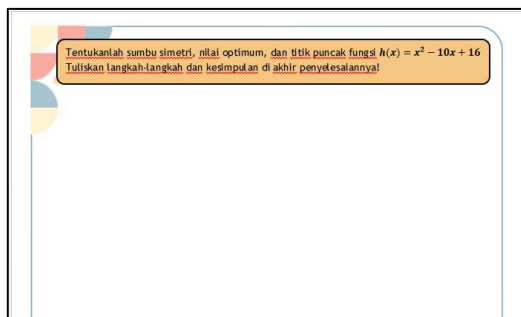 Tentukanlah sumbu simetri, nilai optimum, dan titik puncak fungsi h(x) = x² − 10x + 16
Tuliskan langkah-langkah dan kesimpulan di akhir penyelesaiannya!